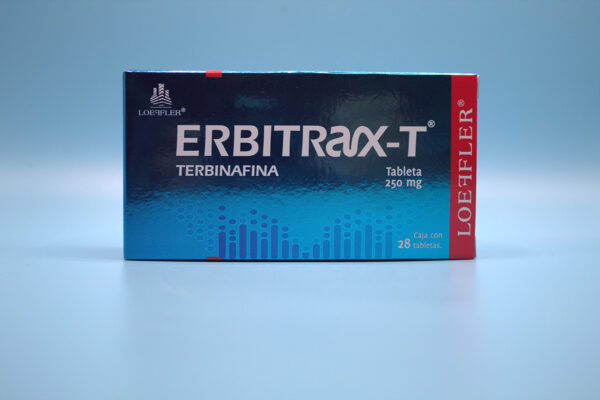 LOEFFLER®
ERBITRAX-T®
TERBINAFINA
Tableta
250 mg
Caja con
28 tabletas.
LOEFFLER®